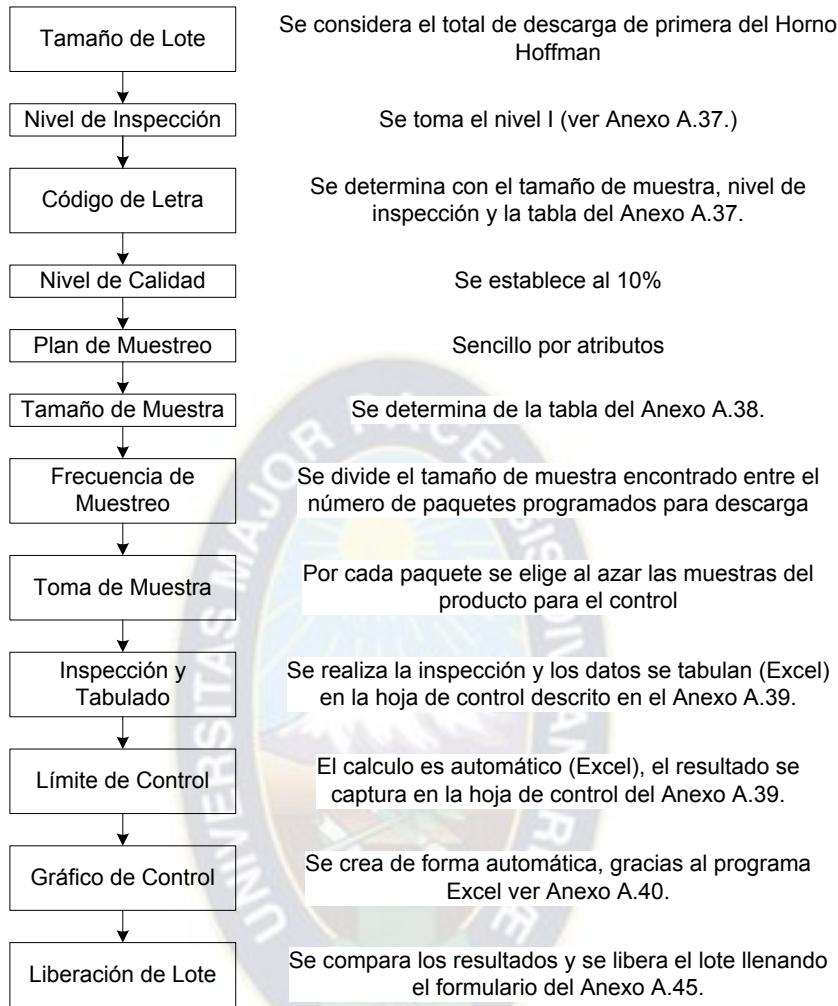 Tamaño de Lote
Se considera el total de descarga de primera del Horno
Hoffman
Nivel de Inspección
Se toma el nivel I (ver Anexo A.37.)
Código de Letra
Se determina con el tamaño de muestra, nivel de
inspección y la tabla del Anexo A.37.
Nivel de Calidad
Se establece al 10%
Plan de Muestreo
Sencillo por atributos
Tamaño de Muestra
Se determina de la tabla del Anexo A.38.
Frecuencia de
Muestreo
Se divide el tamaño de muestra encontrado entre el
número de paquetes programados para descarga
Toma de Muestra
Por cada paquete se elige al azar las muestras del
producto para el control
Inspección y
Tabulado
Se realiza la inspección y los datos se tabulan (Excel)
en la hoja de control descrito en el Anexo A.39.
Límite de Control
El calculo es automático (Excel), el resultado se
captura en la hoja de control del Anexo A.39.
Gráfico de Control
Se crea de forma automática, gracias al programa
Excel ver Anexo A.40.
Liberación de Lote
Se compara los resultados y se libera el lote llenando
el formulario del Anexo A.45.
UNIVERSITAS MAJOR